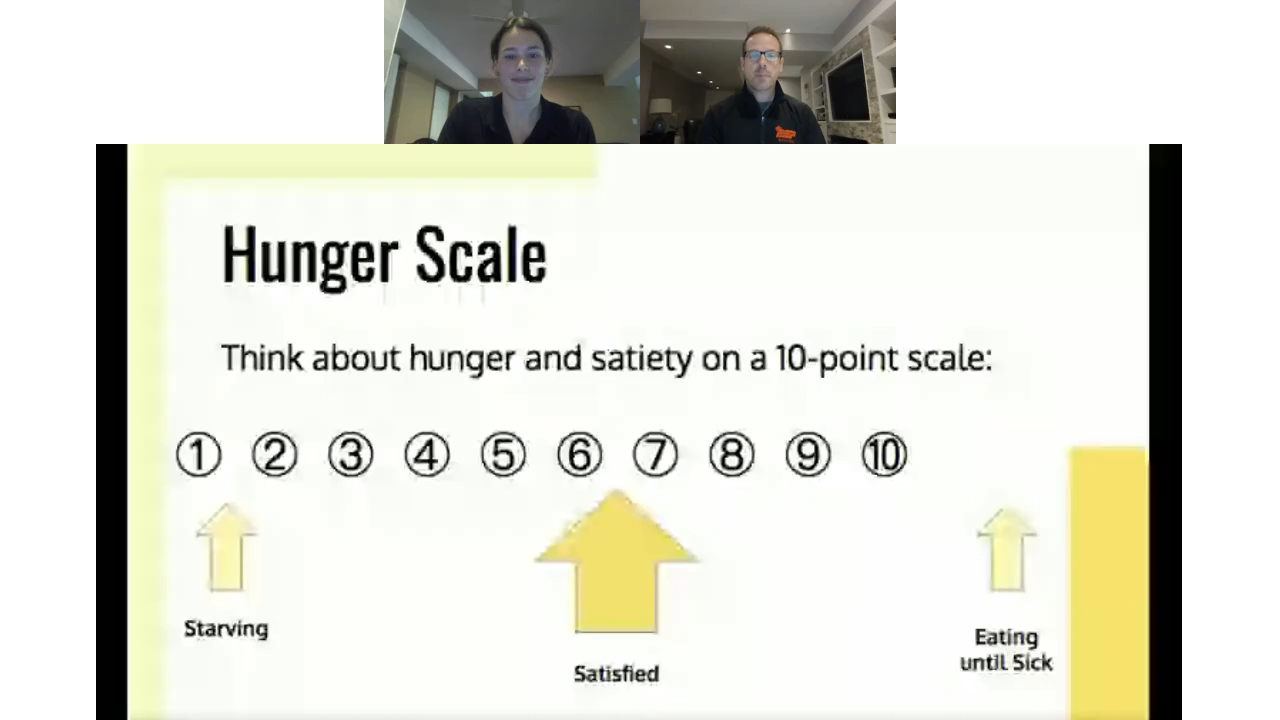 Hunger Scale
Think about hunger and satiety on a 10-point scale:
① ② ③ ④ ⑤ ⑥ ⑦ ⑧ ⑨ ⑩
Starving
Satisfied
Eating
until Sick